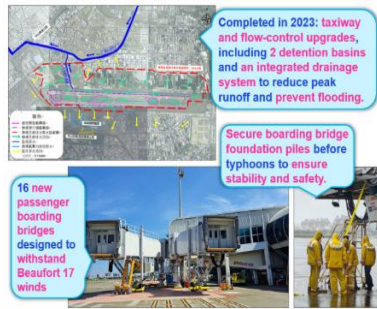 Completed in 2023: taxiway
and flow-control upgrades,
including 2 detention basins
and an integrated drainage
system to reduce peak
runoff and prevent flooding.
Secure boarding bridge
foundation piles before
typhoons to ensure
stability and safety.
16 new
passenger
boarding
bridges
designed to
withstand
Beaufort 17
winds